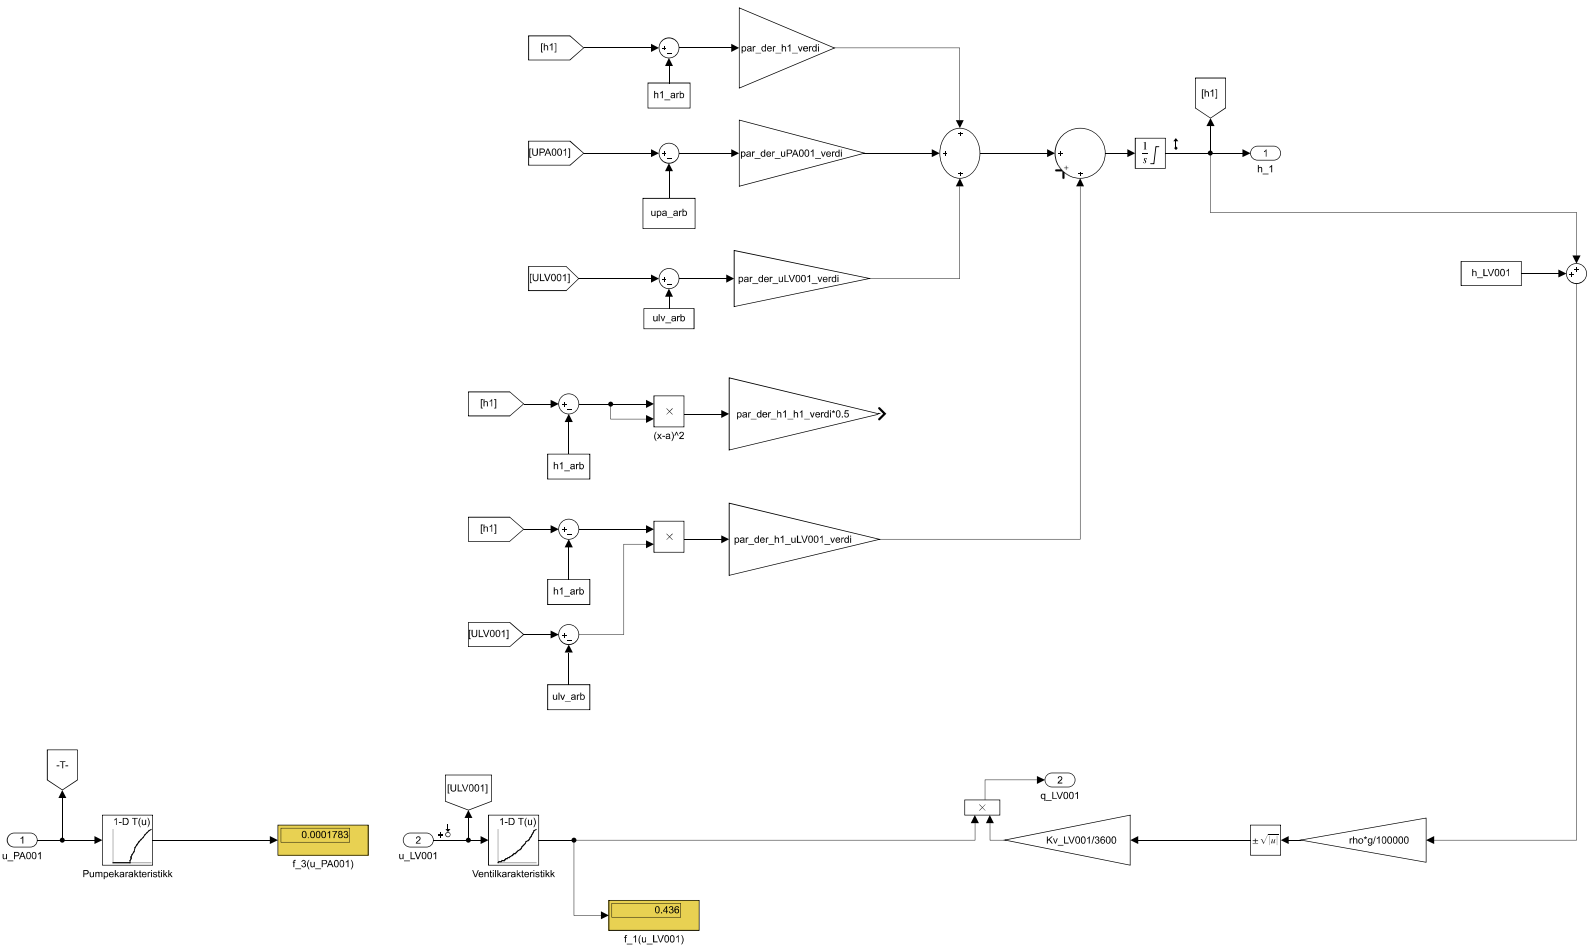 [h1]
par_der_h1_verdi
h1_arb
[h1]
[UPA001]
par_der_uPA001_verdi
1/s
1
h_1
upa_arb
[ULV001]
par_der_uLV001_verdi
h_LV001
ulv_arb
[h1]
par_der_h1_h1_verdi*0.5
×
(x-a)^2
h1_arb
[h1]
×
par_der_h1_uLV001_verdi
h1_arb
[ULV001]
ulv_arb
-T-
[ULV001]
2
q_LV001
×
1-D T(u)
1-D T(u)
1
u_PA001
0.0001783
f_3(u_PA001)
Pumpekarakteristikk
2
u_LV001
Ventilkarakteristikk
Kv_LV001/3600
±√|u|
rho*g/100000
0.436
f_1(u_LV001)